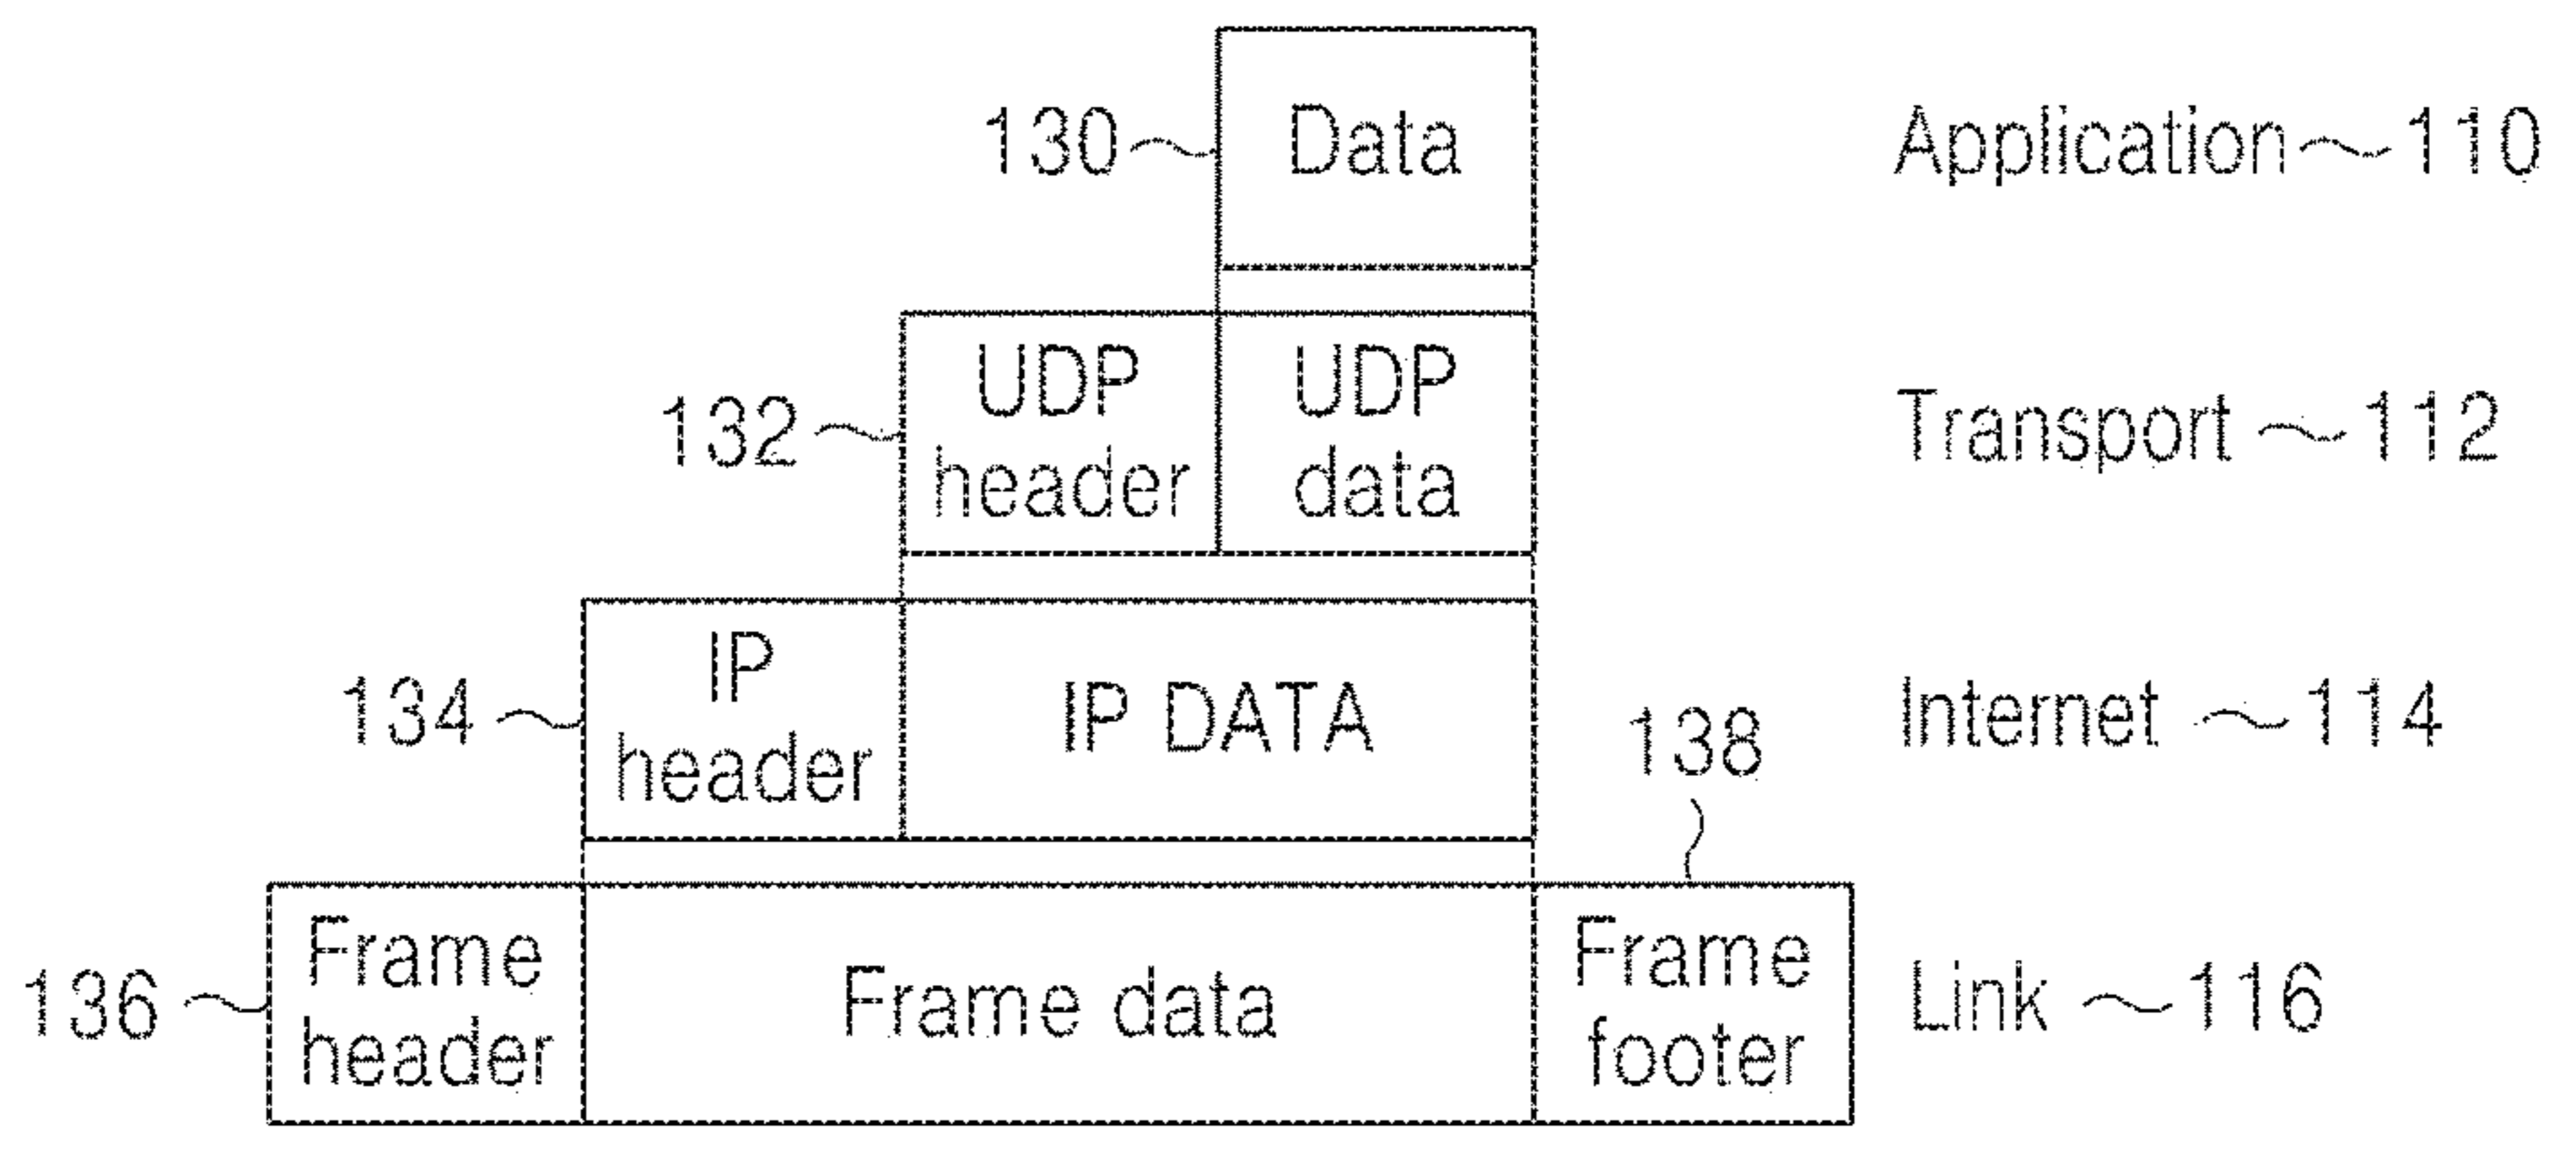 130 Data Application 110
132 UDP header UDP data Transport 112
134 IP header IP DATA Internet 114
138
136 Frame header Frame data Frame footer Link 116